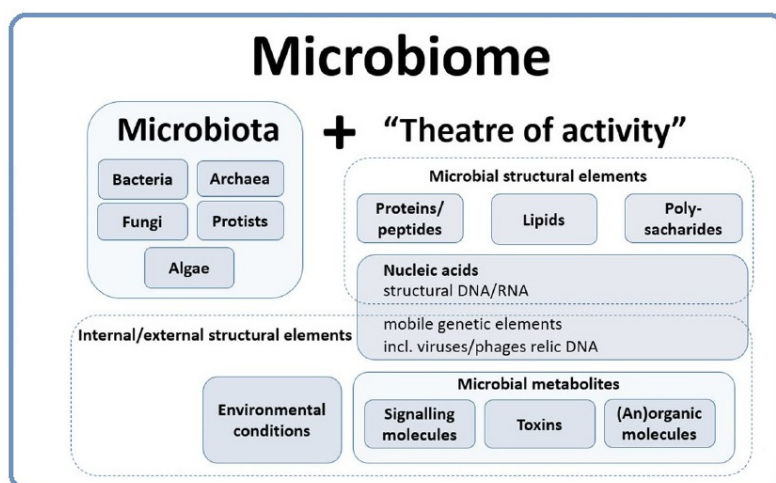 Microbiome
Microbiota + “Theatre of activity”
Bacteria
Archaea
Fungi
Protists
Algae
Microbial structural elements
Proteins/
peptides
Lipids
Poly-
sacharides
Nucleic acids
structural DNA/RNA
mobile genetic elements
incl. viruses/phages relic DNA
Internal/external structural elements
Environmental
conditions
Microbial metabolites
Signalling
molecules
Toxins
(An)organic
molecules